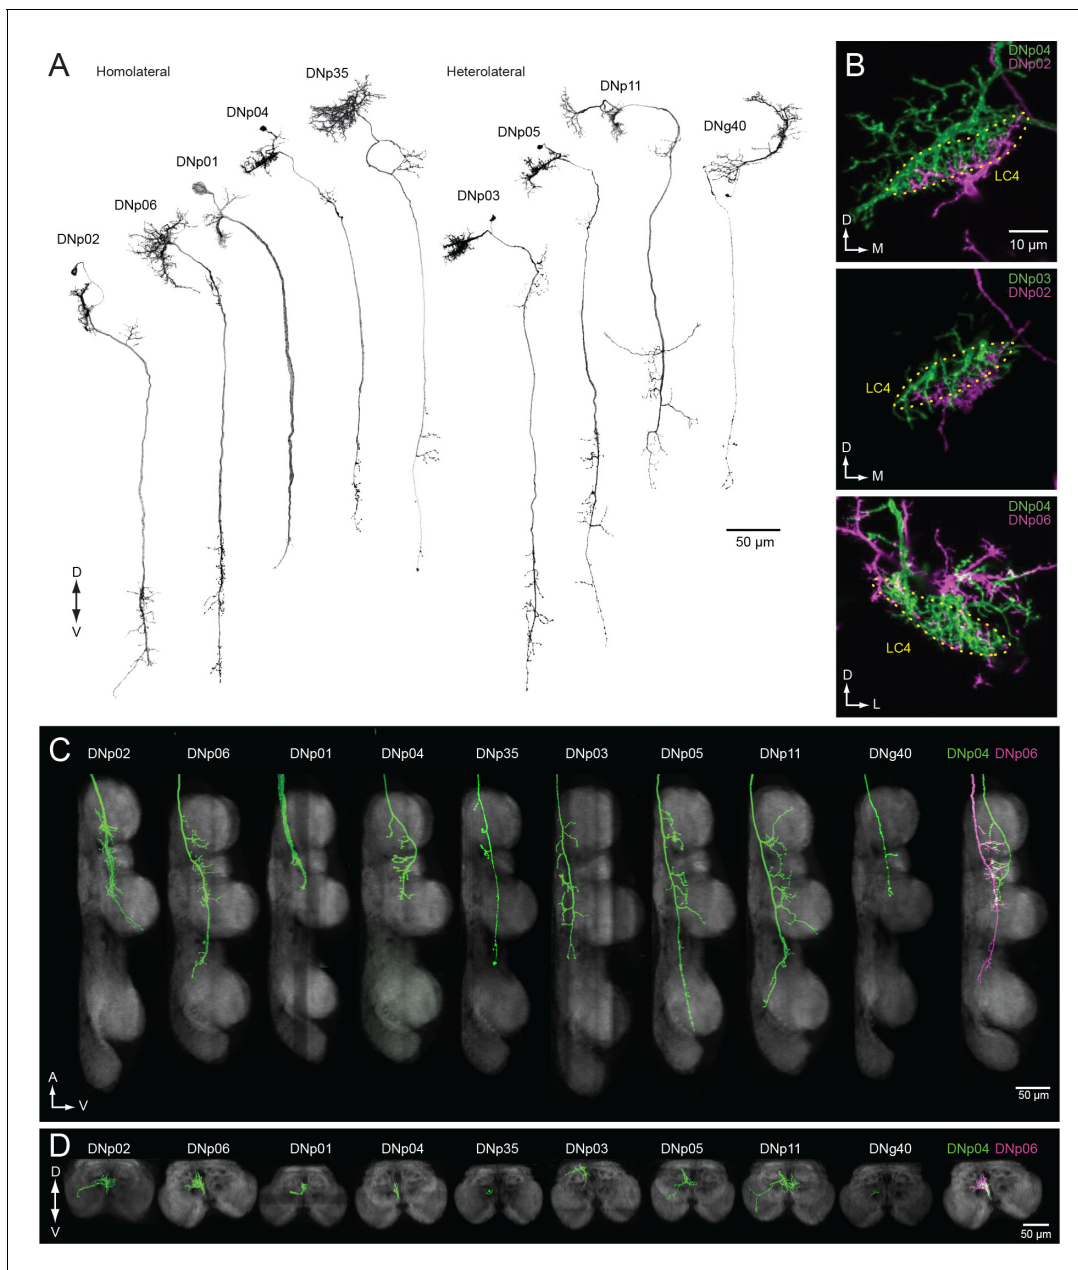 A
Homolateral
DNp35
Heterolateral
DNp11
DNp04
DNp05
DNg40
DNp01
DNp03
DNp06
DNp02
50 µm
D
V
B
DNp04
DNp02
LC4
D
M
10 µm
DNp03
DNp02
LC4
D
M
DNp04
DNp06
LC4
D
L
C
DNp02 DNp06 DNp01 DNp04 DNp35 DNp03 DNp05 DNp11 DNg40 DNp04 DNp06
A
V
50 µm
D
DNp02 DNp06 DNp01 DNp04 DNp35 DNp03 DNp05 DNp11 DNg40 DNp04 DNp06
D
V
50 µm